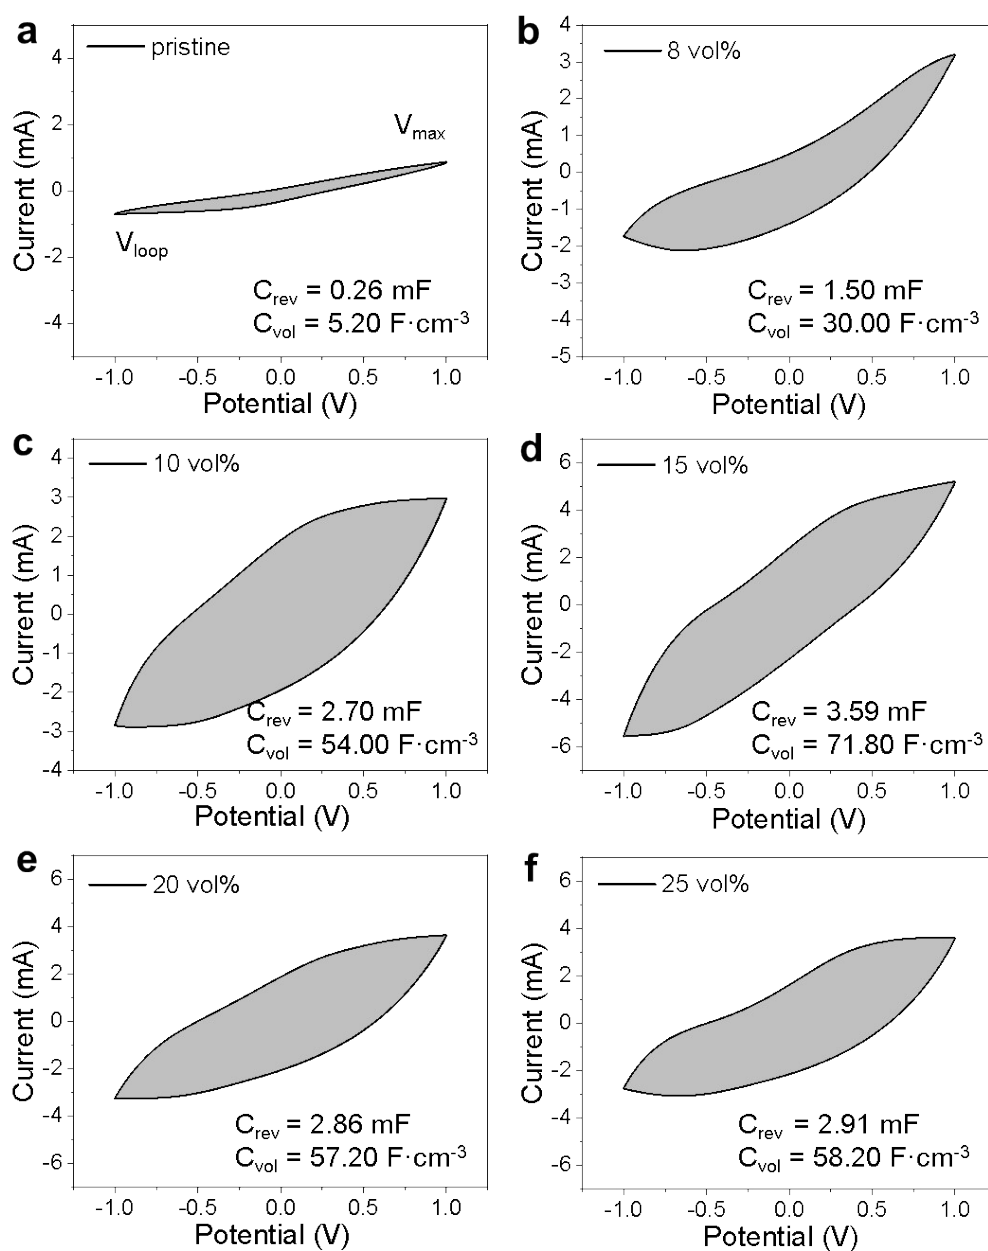 a
pristine
4
2
0
-2
-4
Current (mA)
V_max
V_loop
C_rev = 0.26 mF
C_vol = 5.20 F·cm⁻³
-1.0 -0.5 0.0 0.5 1.0
Potential (V)
b
8 vol%
4
3
2
1
0
-1
-2
-3
-4
-5
Current (mA)
C_rev = 1.50 mF
C_vol = 30.00 F·cm⁻³
-1.0 -0.5 0.0 0.5 1.0
Potential (V)
c
10 vol%
4
3
2
1
0
-1
-2
-3
-4
Current (mA)
C_rev = 2.70 mF
C_vol = 54.00 F·cm⁻³
-1.0 -0.5 0.0 0.5 1.0
Potential (V)
d
15 vol%
6
4
2
0
-2
-4
-6
Current (mA)
C_rev = 3.59 mF
C_vol = 71.80 F·cm⁻³
-1.0 -0.5 0.0 0.5 1.0
Potential (V)
e
20 vol%
6
4
2
0
-2
-4
-6
Current (mA)
C_rev = 2.86 mF
C_vol = 57.20 F·cm⁻³
-1.0 -0.5 0.0 0.5 1.0
Potential (V)
f
25 vol%
6
4
2
0
-2
-4
-6
Current (mA)
C_rev = 2.91 mF
C_vol = 58.20 F·cm⁻³
-1.0 -0.5 0.0 0.5 1.0
Potential (V)